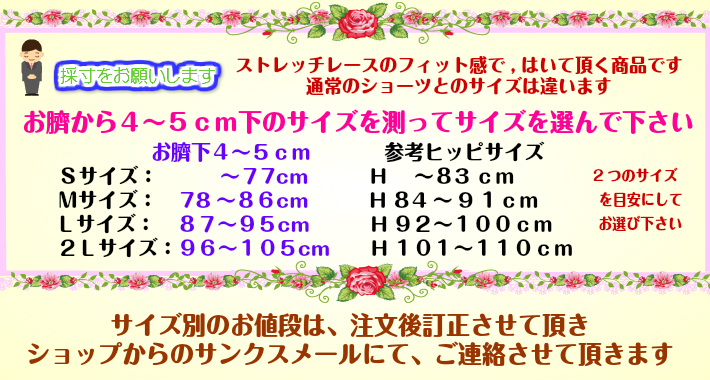 採寸をお願いします
ストレッチレースのフィット感で，はいて頂く商品です
通常のショーツとのサイズは違います
お臍から４～５ｃｍ下のサイズを測ってサイズを選んで下さい
お臍下４～５ｃｍ　参考ヒッピサイズ
Ｓサイズ：　～７７cm　Ｈ　～８３ｃｍ　２つのサイズ
Ｍサイズ：　７８～８６cm　Ｈ８４～９１ｃｍ　を目安にして
Ｌサイズ：　８７～９５cm　Ｈ９２～１００ｃｍ　お選び下さい
２Ｌサイズ：９６～１０５cm　Ｈ１０１～１１０ｃｍ
サイズ別のお値段は、注文後訂正させて頂き
ショップからのサンクスメールにて、ご連絡させて頂きます